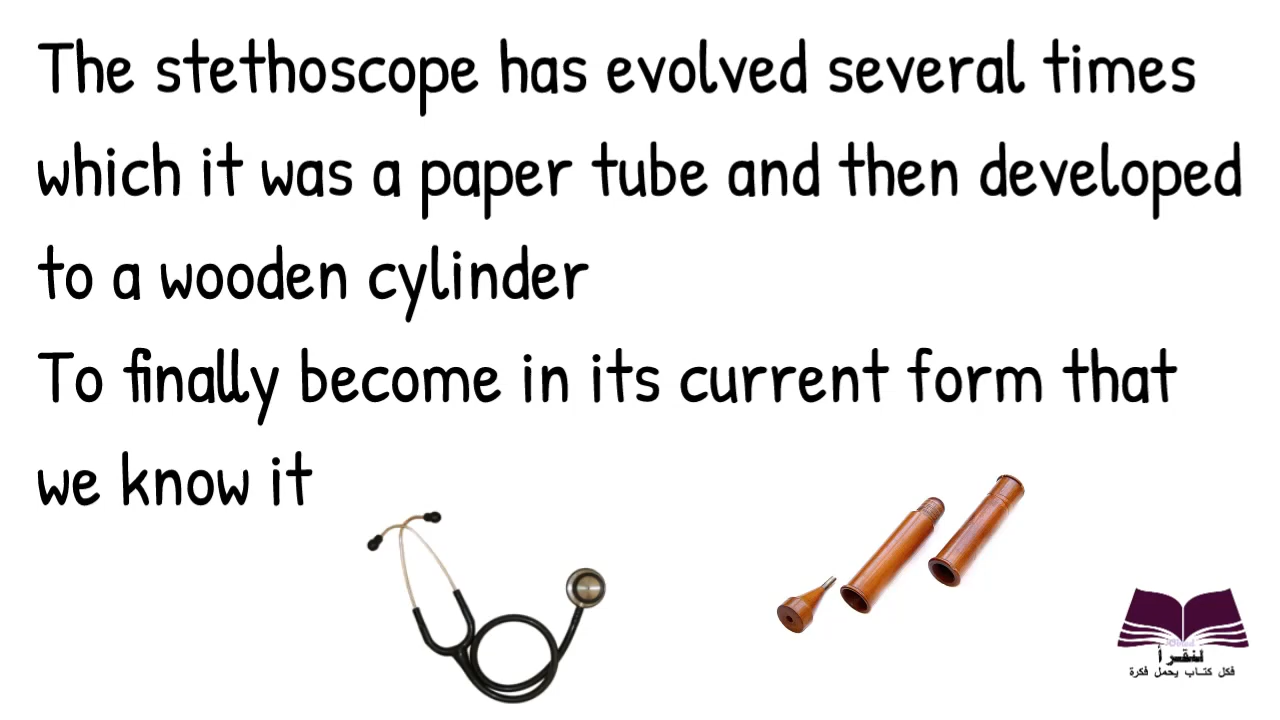 The stethoscope has evolved several times
which it was a paper tube and then developed
to a wooden cylinder
To finally become in its current form that
we know it
لنقرأ
فكل كتاب يحمل فكرة